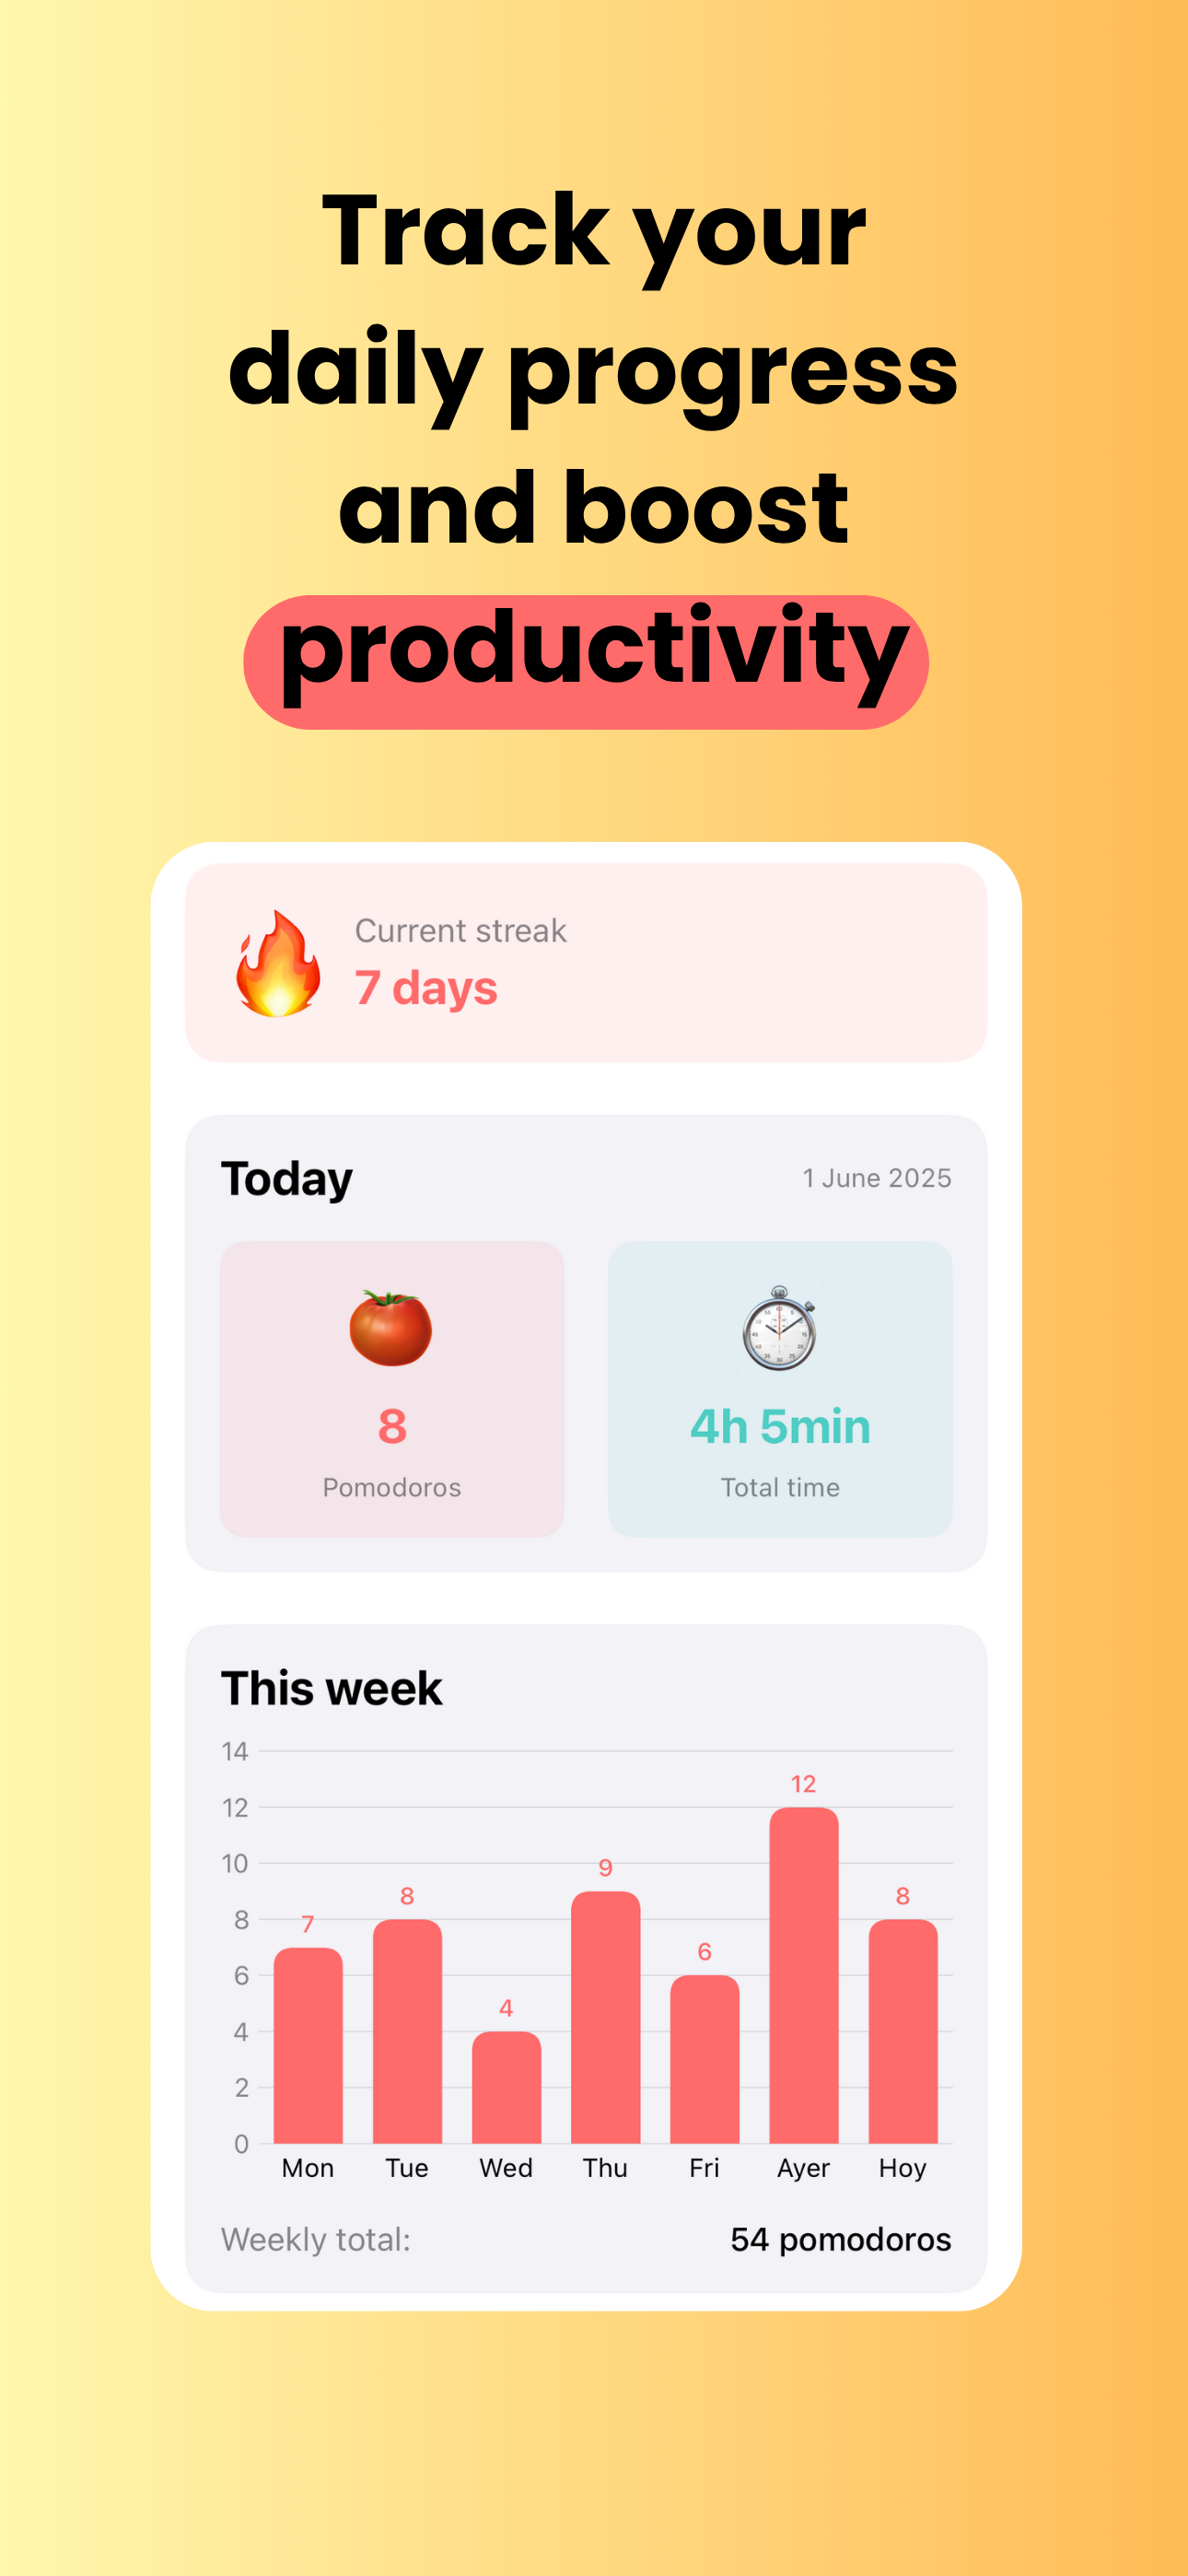 Track your
daily progress
and boost
productivity
Current streak
7 days
Today
1 June 2025
8
Pomodoros
4h 5min
Total time
This week
14
12
10
8
6
4
2
0
7
8
4
9
6
12
8
Mon Tue Wed Thu Fri Ayer Hoy
Weekly total: 54 pomodoros